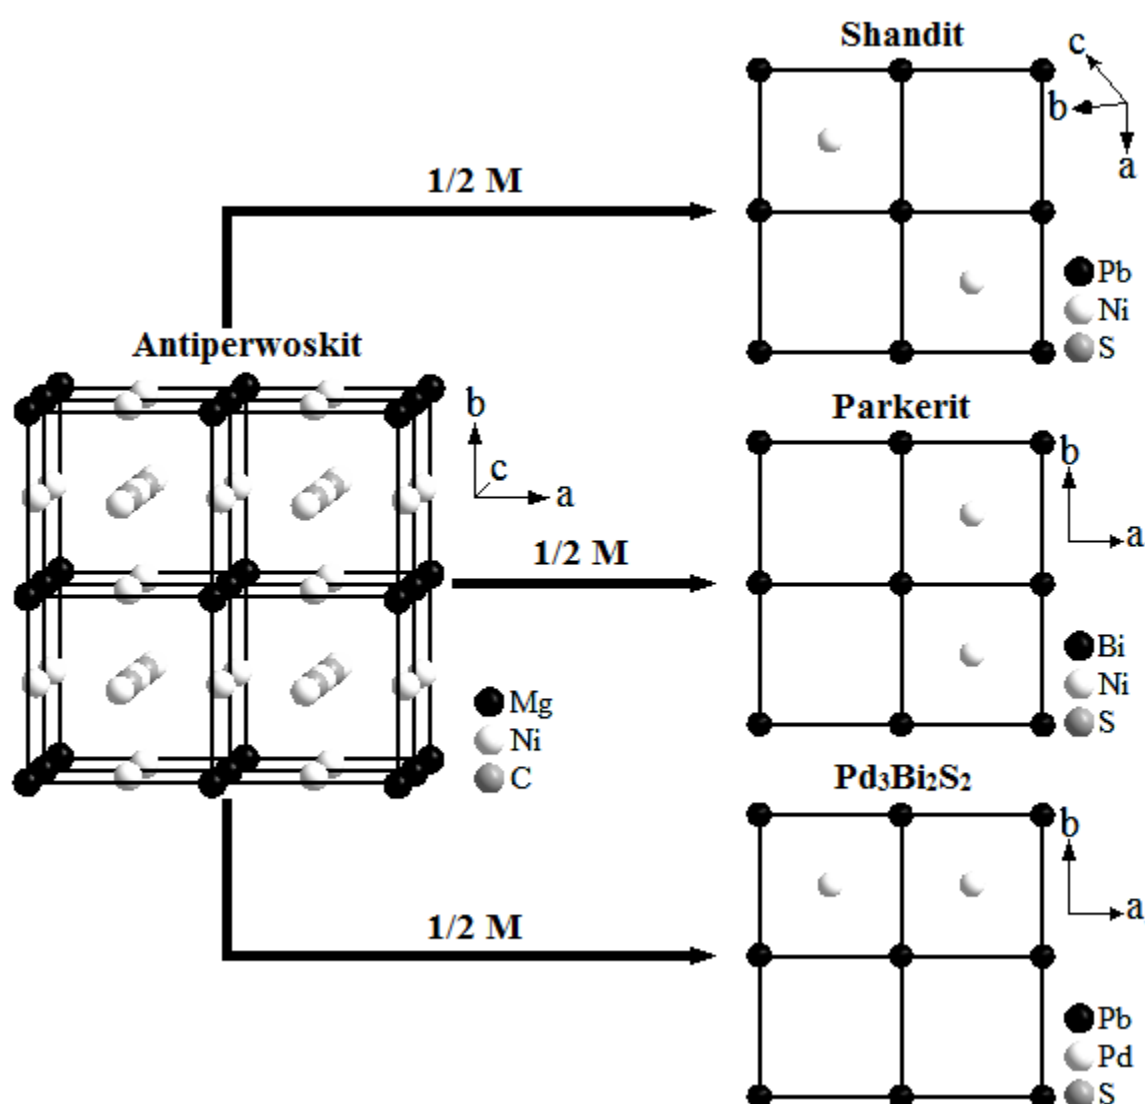 Shandit
c
b
a
1/2 M
Pb
Ni
S
Antiperwoskit
b
c
a
Parkerit
b
a
1/2 M
Bi
Ni
S
Mg
Ni
C
Pd₃Bi₂S₂
b
a
1/2 M
Pb
Pd
S